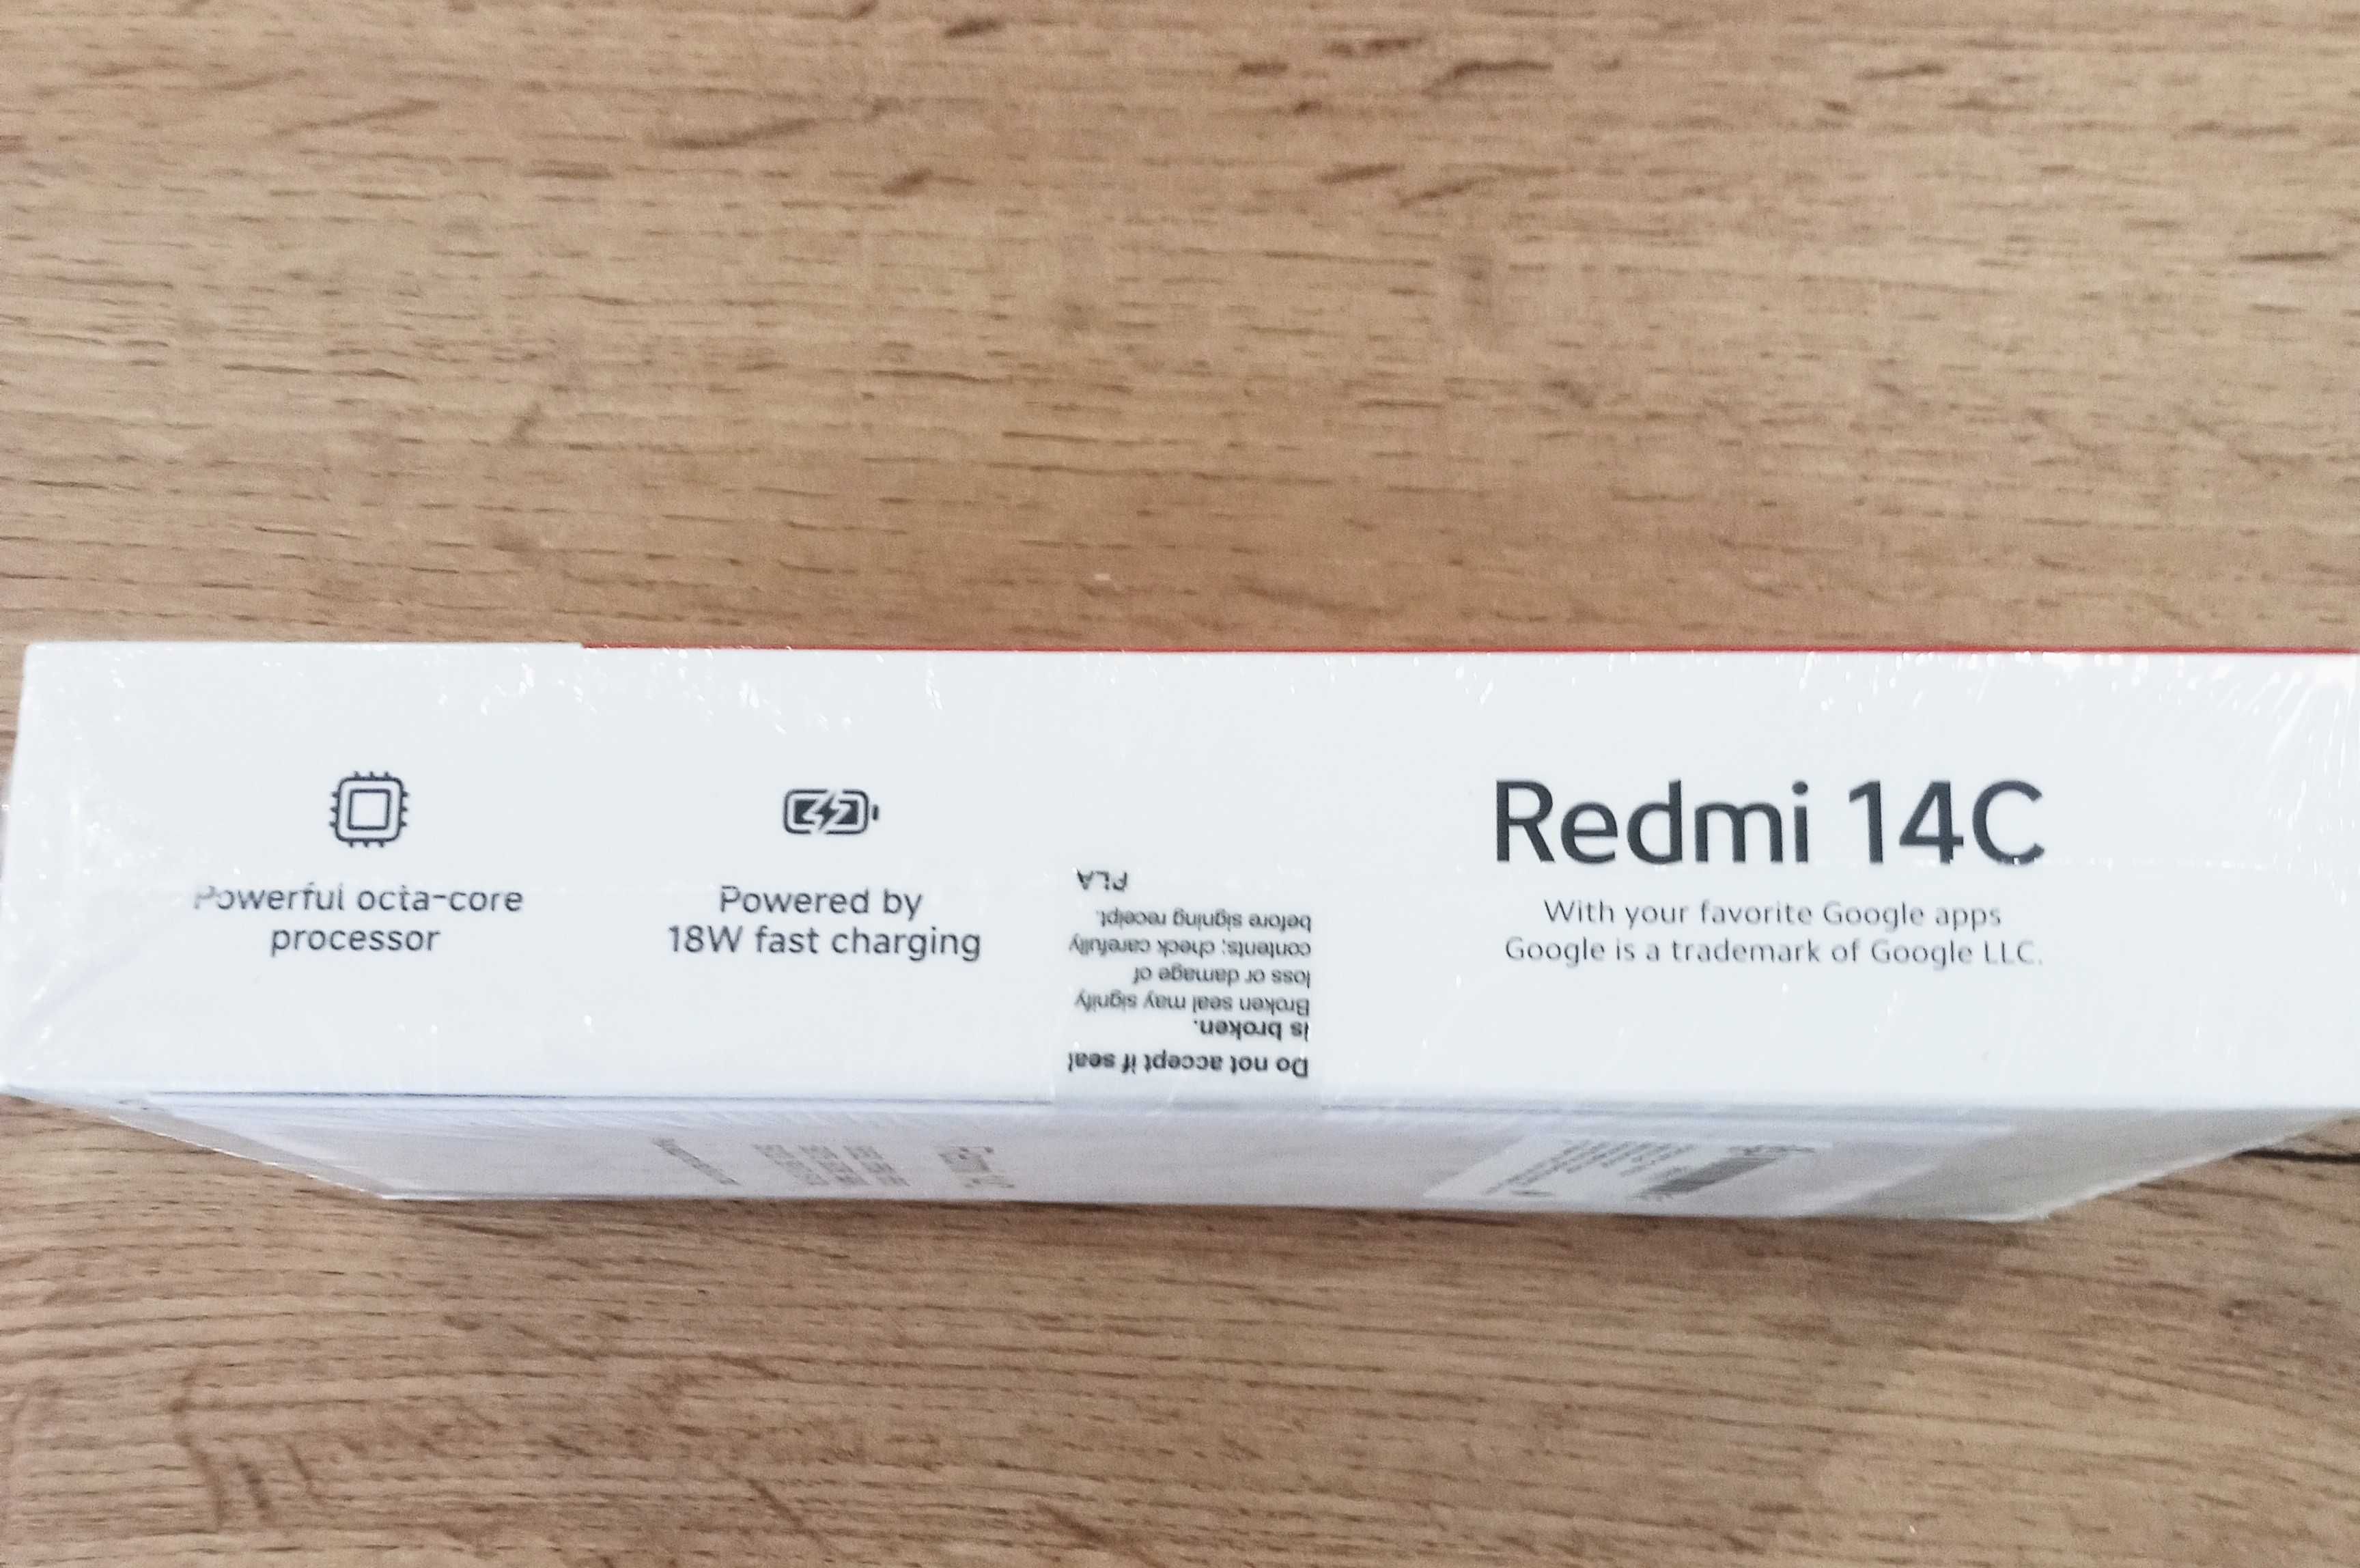 Powerful octa-core
processor
Powered by
18W fast charging
Do not accept if seal
is broken.
Broken seal may signify
loss or damage of
contents; check carefully
before signing receipt.
PLA
Redmi 14C
With your favorite Google apps
Google is a trademark of Google LLC.